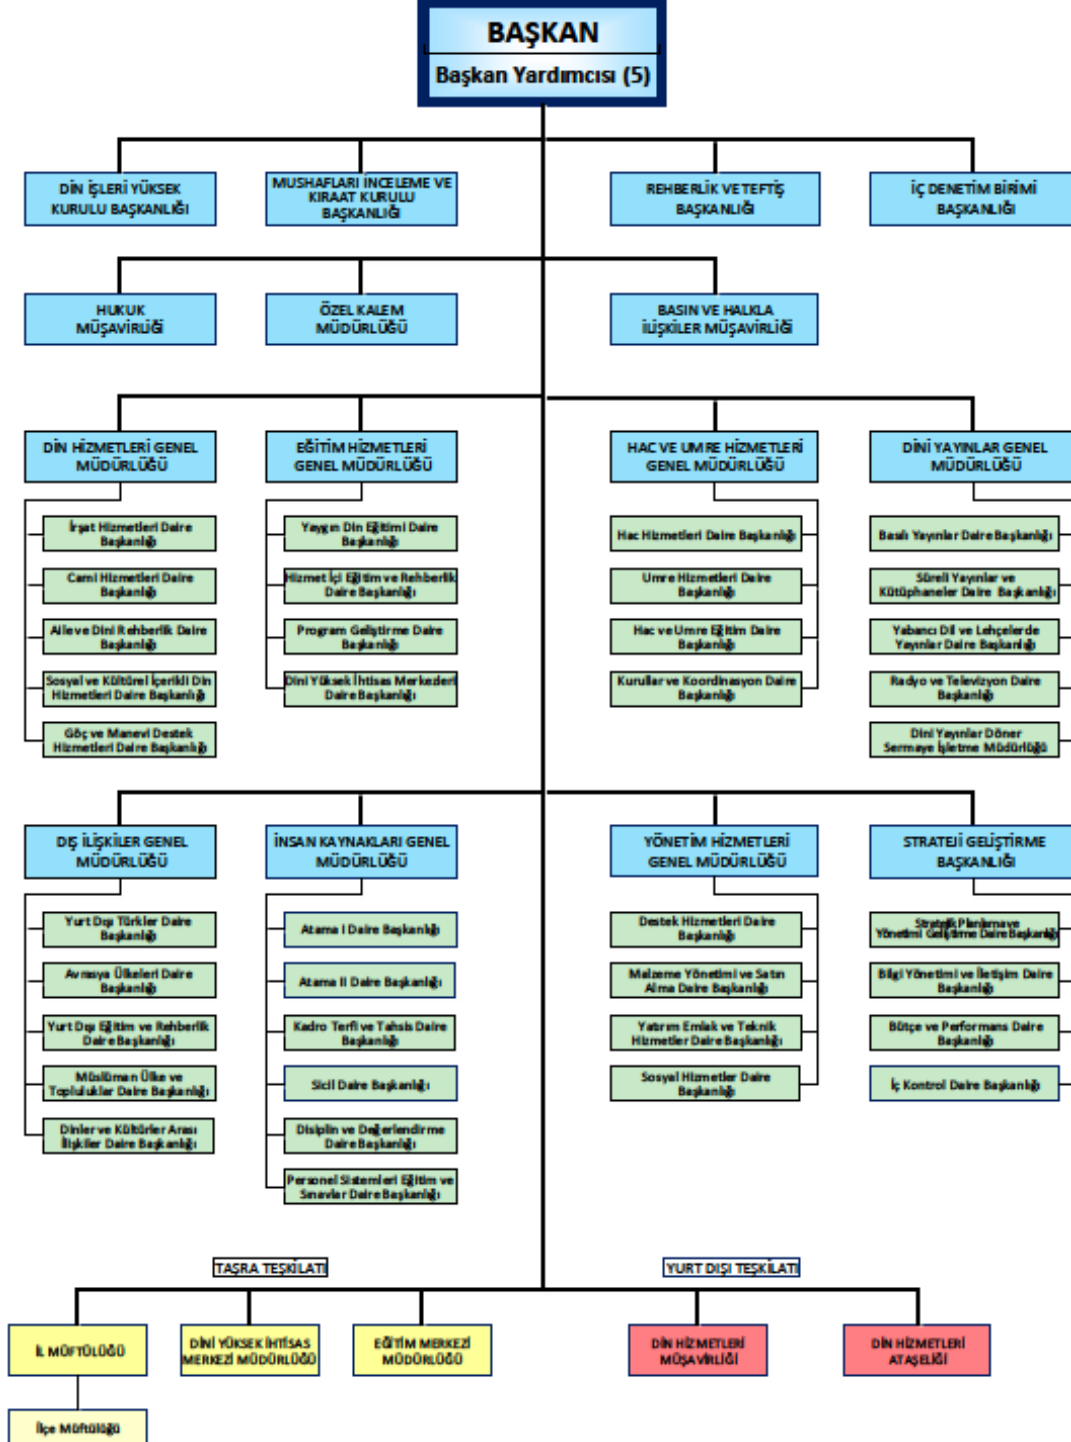 BAŞKAN
Başkan Yardımcısı (5)
DİN İŞLERİ YÜKSEK
KURULU BAŞKANLIĞI
MUSHAFLARI İNCELEME VE
KIRAAT KURULU
BAŞKANLIĞI
REHBERLİK VE TEFTİŞ
BAŞKANLIĞI
İÇ DENETİM BİRİMİ
BAŞKANLIĞI
HUKUK
MÜŞAVİRLİĞİ
ÖZEL KALEM
MÜDÜRLÜĞÜ
BASIN VE HALKLA
İLİŞKİLER MÜŞAVİRLİĞİ
DİN HİZMETLERİ GENEL
MÜDÜRLÜĞÜ
İrşat Hizmetleri Daire
Başkanlığı
Cami Hizmetleri Daire
Başkanlığı
Aile ve Dini Rehberlik Daire
Başkanlığı
Sosyal ve Kültürel İçerikli Din
Hizmetleri Daire Başkanlığı
Göç ve Manevi Destek
Hizmetleri Daire Başkanlığı
EĞİTİM HİZMETLERİ
GENEL MÜDÜRLÜĞÜ
Yaygın Din Eğitimi Daire
Başkanlığı
Hizmet İçi Eğitim ve Rehberlik
Daire Başkanlığı
Program Geliştirme Daire
Başkanlığı
Dini Yüksek İhtisas Merkezleri
Daire Başkanlığı
HAC VE UMRE HİZMETLERİ
GENEL MÜDÜRLÜĞÜ
Hac Hizmetleri Daire Başkanlığı
Umre Hizmetleri Daire
Başkanlığı
Hac ve Umre Eğitim Daire
Başkanlığı
Kurullar ve Koordinasyon Daire
Başkanlığı
DİNİ YAYINLAR GENEL
MÜDÜRLÜĞÜ
Basılı Yayınlar Daire Başkanlığı
Süreli Yayınlar ve
Kütüphaneler Daire Başkanlığı
Yabancı Dil ve Lehçelerde
Yayınlar Daire Başkanlığı
Radyo ve Televizyon Daire
Başkanlığı
Dini Yayınlar Döner
Sermaye İşletme Müdürlüğü
DIŞ İLİŞKİLER GENEL
MÜDÜRLÜĞÜ
Yurt Dışı Türkler Daire
Başkanlığı
Avrasya Ülkeleri Daire
Başkanlığı
Yurt Dışı Eğitim ve Rehberlik
Daire Başkanlığı
Müslüman Ülke ve
Topluluklar Daire Başkanlığı
Dinler ve Kültürler Arası
İlişkiler Daire Başkanlığı
İNSAN KAYNAKLARI GENEL
MÜDÜRLÜĞÜ
Atama I Daire Başkanlığı
Atama II Daire Başkanlığı
Kadro Terfi ve Tahsis Daire
Başkanlığı
Sicil Daire Başkanlığı
Disiplin ve Değerlendirme
Daire Başkanlığı
Personel Sistemleri Eğitim ve
Sınavlar Daire Başkanlığı
YÖNETİM HİZMETLERİ
GENEL MÜDÜRLÜĞÜ
Destek Hizmetleri Daire
Başkanlığı
Malzeme Yönetimi ve Satın
Alma Daire Başkanlığı
Yatırım Emlak ve Teknik
Hizmetler Daire Başkanlığı
Sosyal Hizmetler Daire
Başkanlığı
STRATEJİ GELİŞTİRME
BAŞKANLIĞI
Stratejik Planlama ve
Yönetimi Geliştirme Daire Başkanlığı
Bilgi Yönetimi ve İletişim Daire
Başkanlığı
Bütçe ve Performans Daire
Başkanlığı
İç Kontrol Daire Başkanlığı
TAŞRA TEŞKİLATI
YURT DIŞI TEŞKİLATI
İL MÜFTÜLÜĞÜ
DİNİ YÜKSEK İHTİSAS
MERKEZİ MÜDÜRLÜĞÜ
EĞİTİM MERKEZİ
MÜDÜRLÜĞÜ
DİN HİZMETLERİ
MÜŞAVİRLİĞİ
DİN HİZMETLERİ
ATAŞELİĞİ
İlçe Müftülüğü